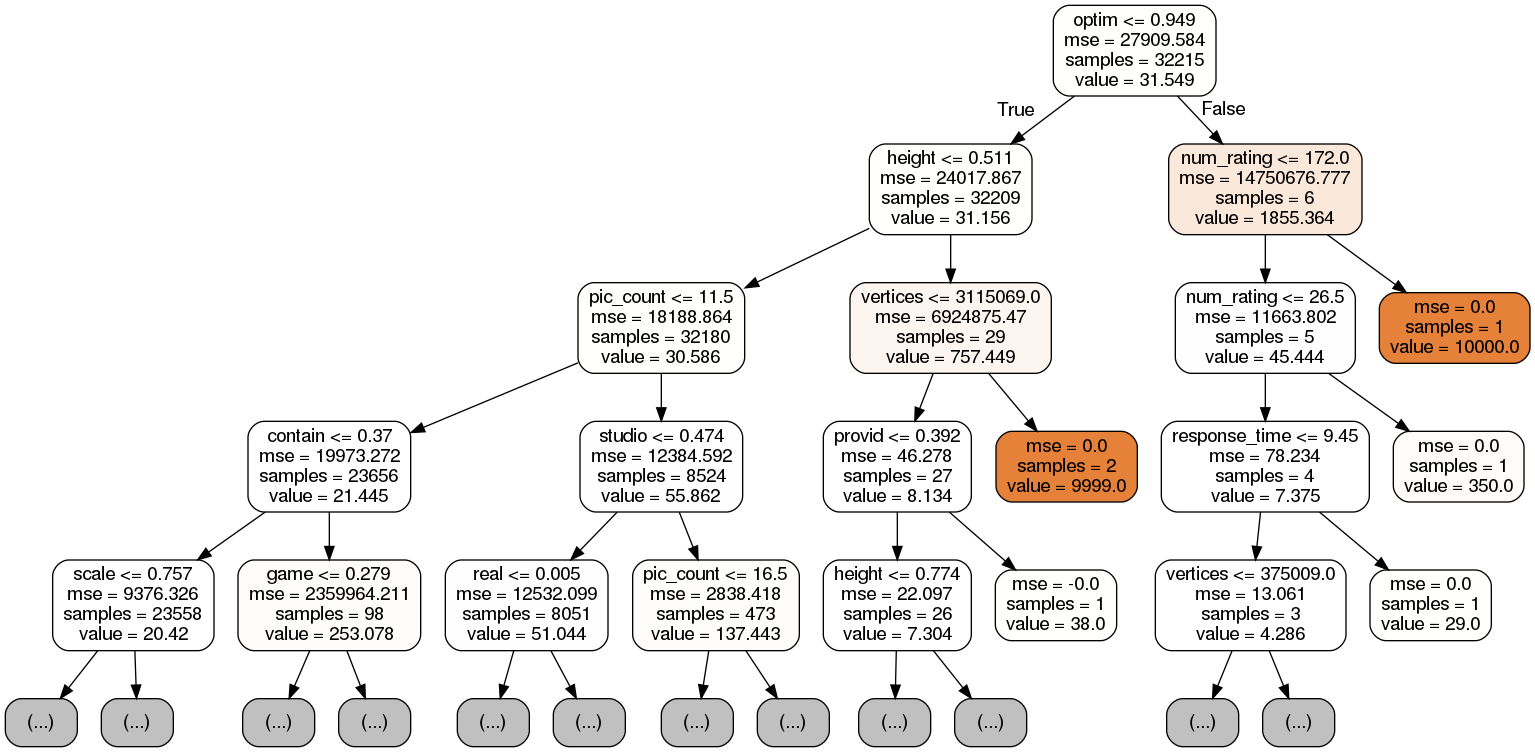 optim <= 0.949
mse = 27909.584
samples = 32215
value = 31.549
True
False
height <= 0.511
mse = 24017.867
samples = 32209
value = 31.156
num_rating <= 172.0
mse = 14750676.777
samples = 6
value = 1855.364
pic_count <= 11.5
mse = 18188.864
samples = 32180
value = 30.586
vertices <= 3115069.0
mse = 6924875.47
samples = 29
value = 757.449
num_rating <= 26.5
mse = 11663.802
samples = 5
value = 45.444
mse = 0.0
samples = 1
value = 10000.0
contain <= 0.37
mse = 19973.272
samples = 23656
value = 21.445
studio <= 0.474
mse = 12384.592
samples = 8524
value = 55.862
provid <= 0.392
mse = 46.278
samples = 27
value = 8.134
mse = 0.0
samples = 2
value = 9999.0
response_time <= 9.45
mse = 78.234
samples = 4
value = 7.375
mse = 0.0
samples = 1
value = 350.0
scale <= 0.757
mse = 9376.326
samples = 23558
value = 20.42
game <= 0.279
mse = 2359964.211
samples = 98
value = 253.078
real <= 0.005
mse = 12532.099
samples = 8051
value = 51.044
pic_count <= 16.5
mse = 2838.418
samples = 473
value = 137.443
height <= 0.774
mse = 22.097
samples = 26
value = 7.304
mse = -0.0
samples = 1
value = 38.0
vertices <= 375009.0
mse = 13.061
samples = 3
value = 4.286
mse = 0.0
samples = 1
value = 29.0
(...)
(...)
(...)
(...)
(...)
(...)
(...)
(...)
(...)
(...)
(...)
(...)